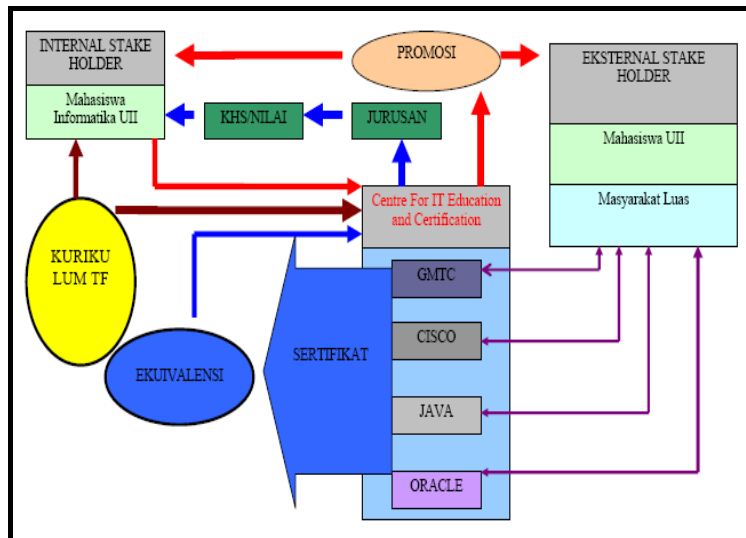 INTERNAL STAKE
HOLDER
Mahasiswa
Informatika UII
PROMOSI
EKSTERNAL STAKE
HOLDER
Mahasiswa UII
Masyarakat Luas
KHS/NILAI
JURUSAN
Centre For IT Education
and Certification
KURIKU
LUM TF
EKUIVALENSI
SERTIFIKAT
GMTC
CISCO
JAVA
ORACLE